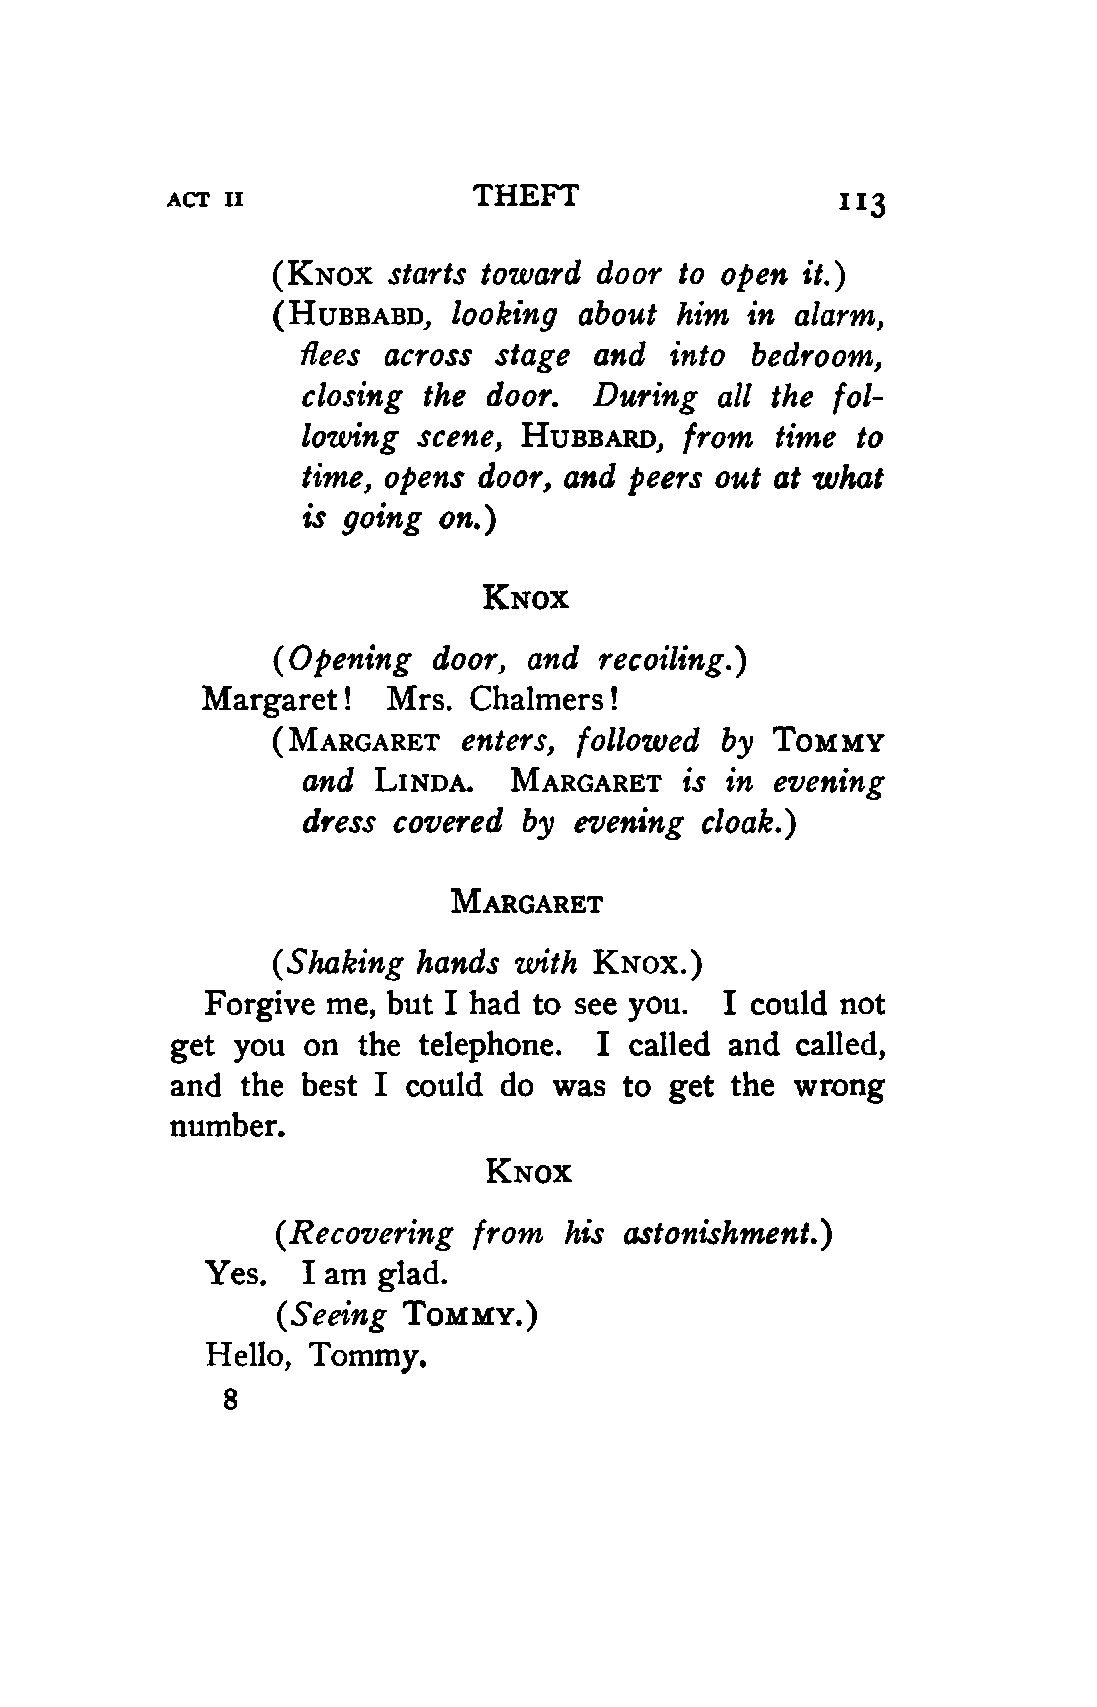 ACT II THEFT 113
(KNOX starts toward door to open it.)
(HUBBABD, looking about him in alarm,
flees across stage and into bedroom,
closing the door. During all the fol-
lowing scene, HUBBARD, from time to
time, opens door, and peers out at what
is going on.)
KNOX
(Opening door, and recoiling.)
Margaret! Mrs. Chalmers!
(MARGARET enters, followed by TOMMY
and LINDA. MARGARET is in evening
dress covered by evening cloak.)
MARGARET
(Shaking hands with KNOX.)
Forgive me, but I had to see you. I could not
get you on the telephone. I called and called,
and the best I could do was to get the wrong
number.
KNOX
(Recovering from his astonishment.)
Yes. I am glad.
(Seeing TOMMY.)
Hello, Tommy.
8